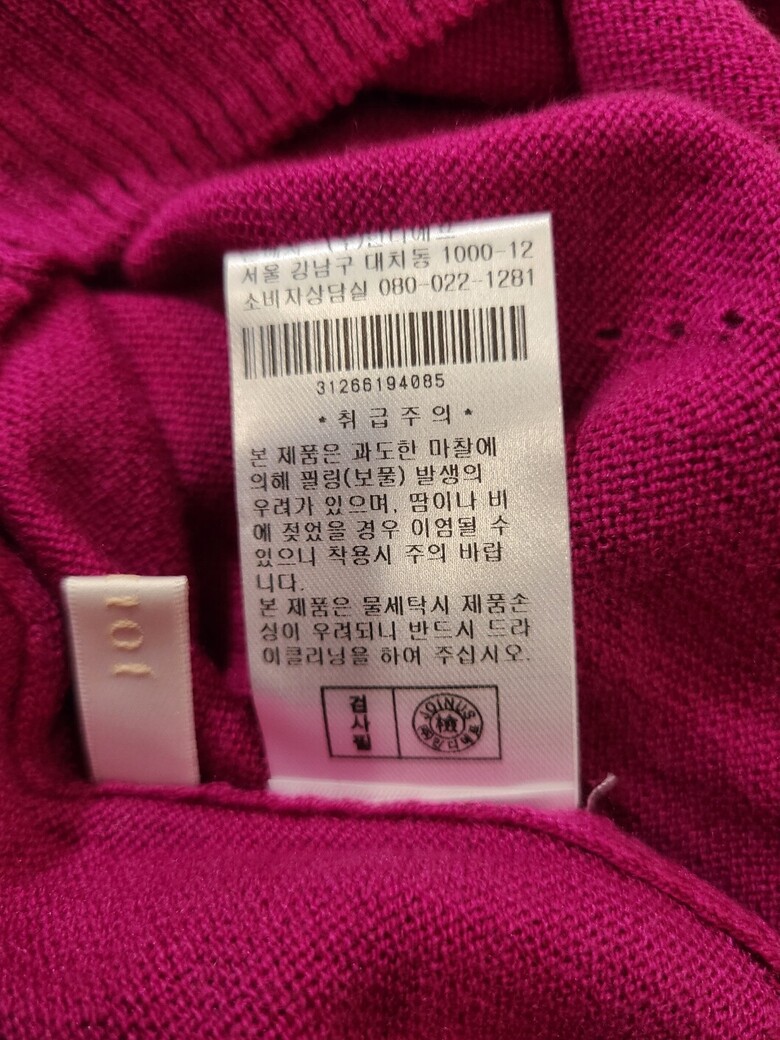 서울 강남구 대치동 1000-12
소비자상담실 080-022-1281
31266194085
* 취 급 주 의 *
본 제품은 과도한 마찰에
의해 필링(보풀) 발생의
우려가 있으며, 땀이나 비
에 젖었을 경우 이염될 수
있으니 착용시 주의 바랍
니다.
본 제품은 물세탁시 제품손
상이 우려되니 반드시 드라
이클리닝을 하여 주십시오.
검
사
필
JOINUS
檢